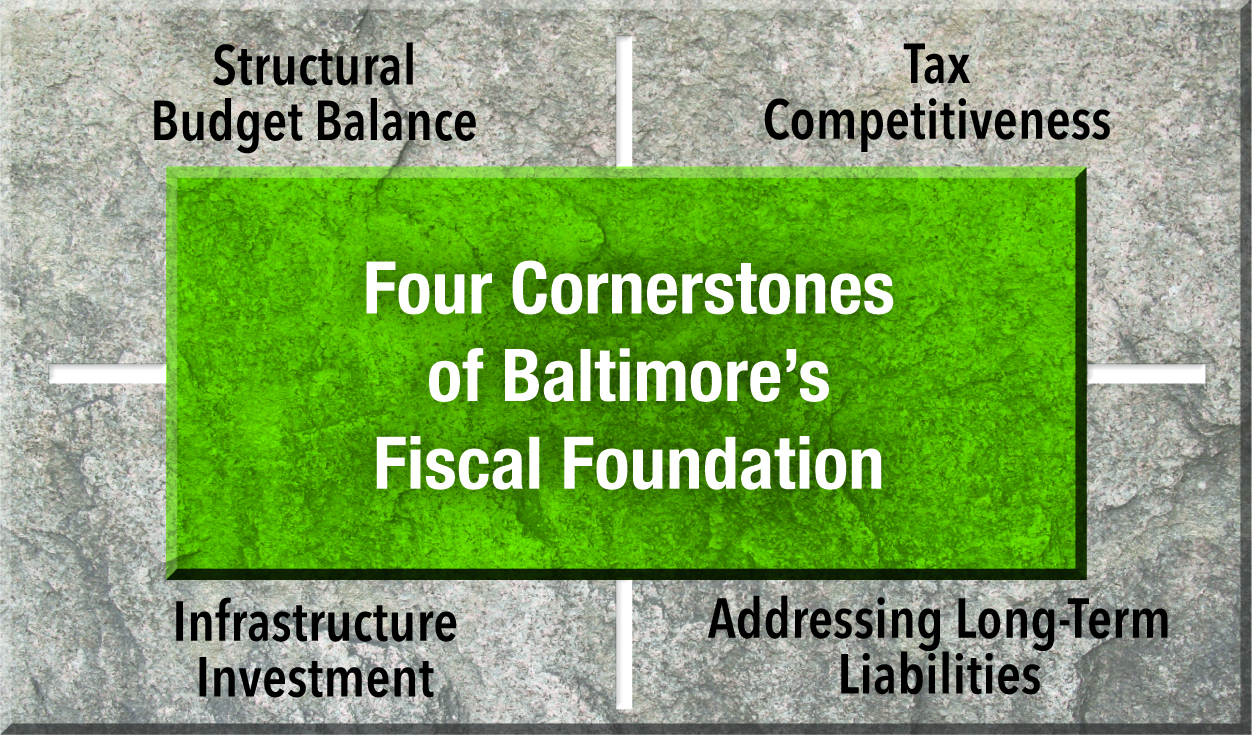 Structural
Budget Balance
Tax
Competitiveness
Four Cornerstones
of Baltimore’s
Fiscal Foundation
Infrastructure
Investment
Addressing Long-Term
Liabilities